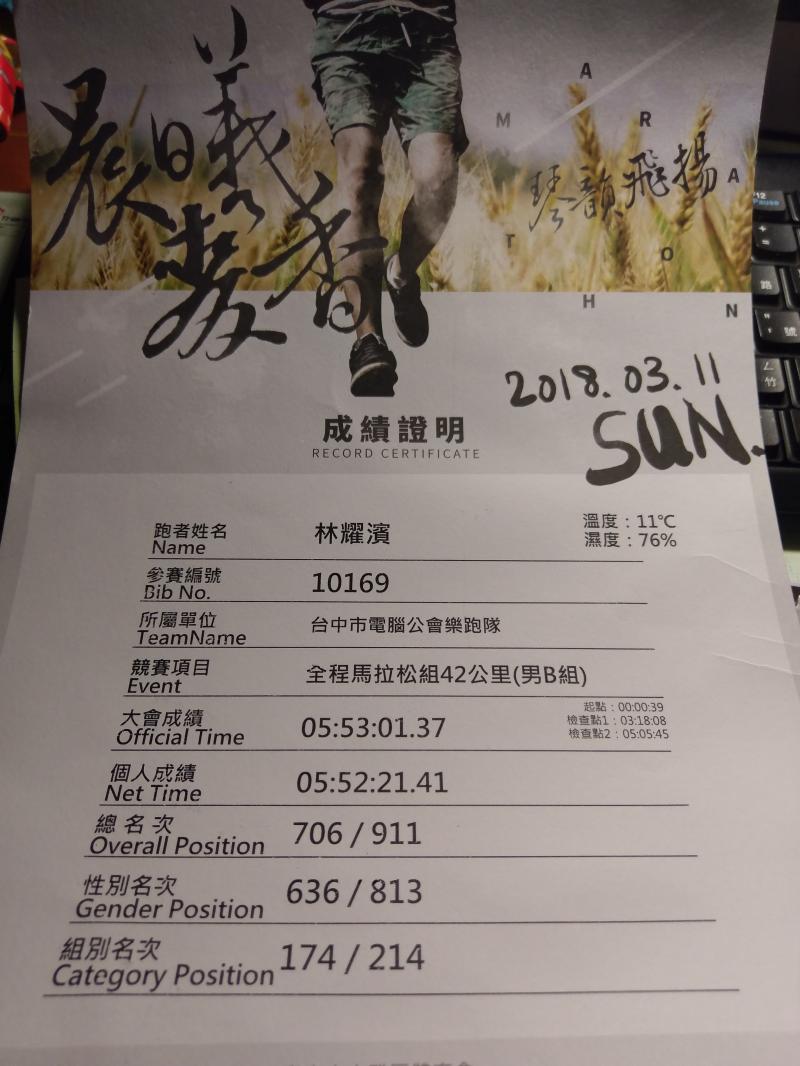 晨曦麥香
琴韻飛揚
MARATHON
2018.03.11
SUN.
成績證明
RECORD CERTIFICATE
溫度：11℃
濕度：76%
跑者姓名 林耀濱
Name
參賽編號 10169
Bib No.
所屬單位 台中市電腦公會樂跑隊
TeamName
競賽項目 全程馬拉松組42公里(男B組)
Event
大會成績 05:53:01.37
Official Time
起點：00:00:39
檢查點1：03:18:08
檢查點2：05:05:45
個人成績 05:52:21.41
Net Time
總名次 706 / 911
Overall Position
性別名次 636 / 813
Gender Position
組別名次 174 / 214
Category Position